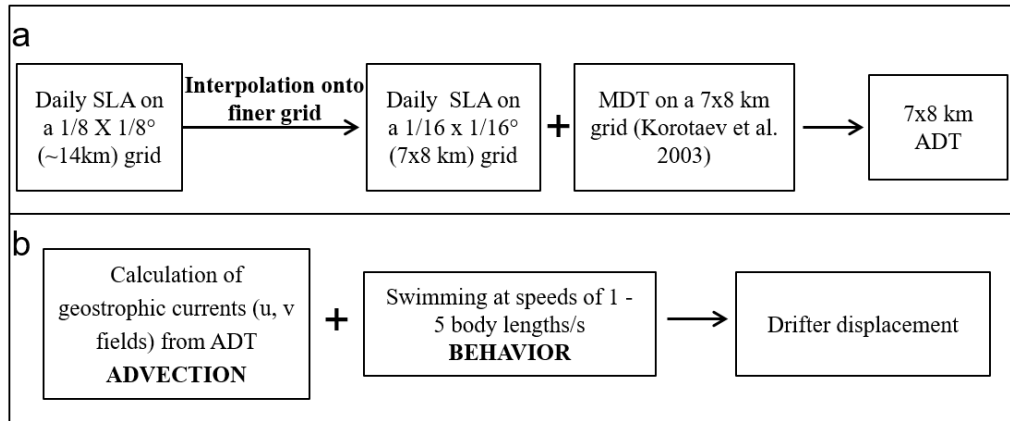 a
Daily SLA on
a 1/8 X 1/8°
(~14km) grid
Interpolation onto
finer grid
Daily SLA on
a 1/16 x 1/16°
(7x8 km) grid
+
MDT on a 7x8 km
grid (Korotaev et al.
2003)
7x8 km
ADT
b
Calculation of
geostrophic currents (u, v
fields) from ADT
ADVECTION
+
Swimming at speeds of 1 -
5 body lengths/s
BEHAVIOR
Drifter displacement